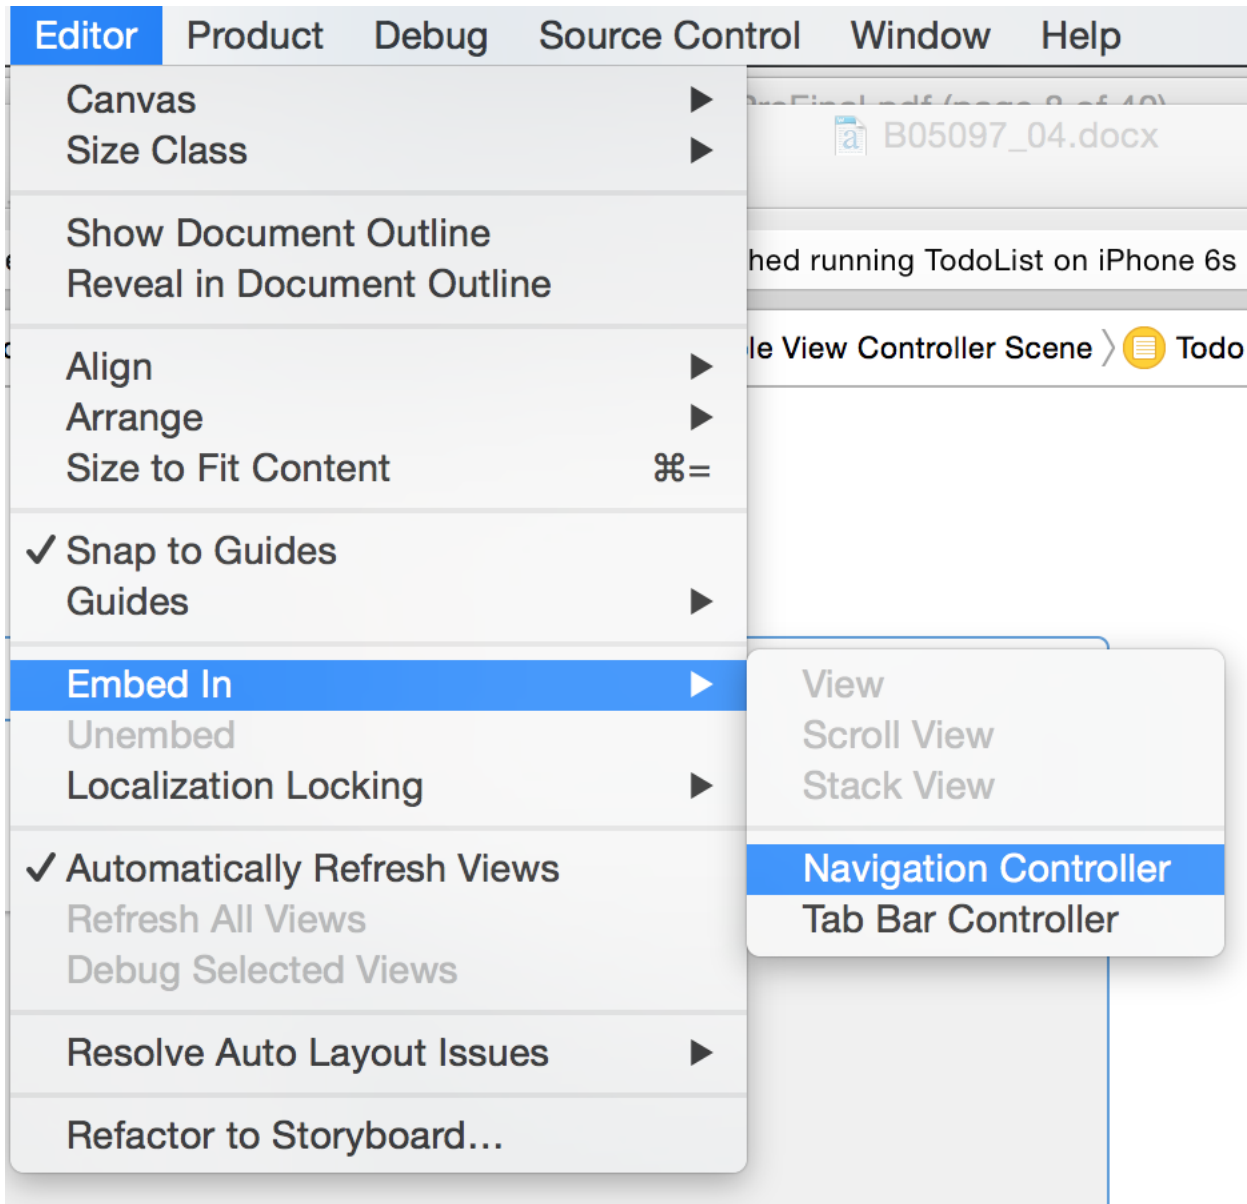 Editor Product Debug Source Control Window Help
Canvas
Size Class
B05097_04.docx
Show Document Outline
hed running TodoList on iPhone 6s
Reveal in Document Outline
le View Controller Scene Todo
Align
Arrange
Size to Fit Content ⌘=
✓ Snap to Guides
Guides
Embed In
Unembed
Localization Locking
View
Scroll View
Stack View
Navigation Controller
Tab Bar Controller
✓ Automatically Refresh Views
Refresh All Views
Debug Selected Views
Resolve Auto Layout Issues
Refactor to Storyboard...